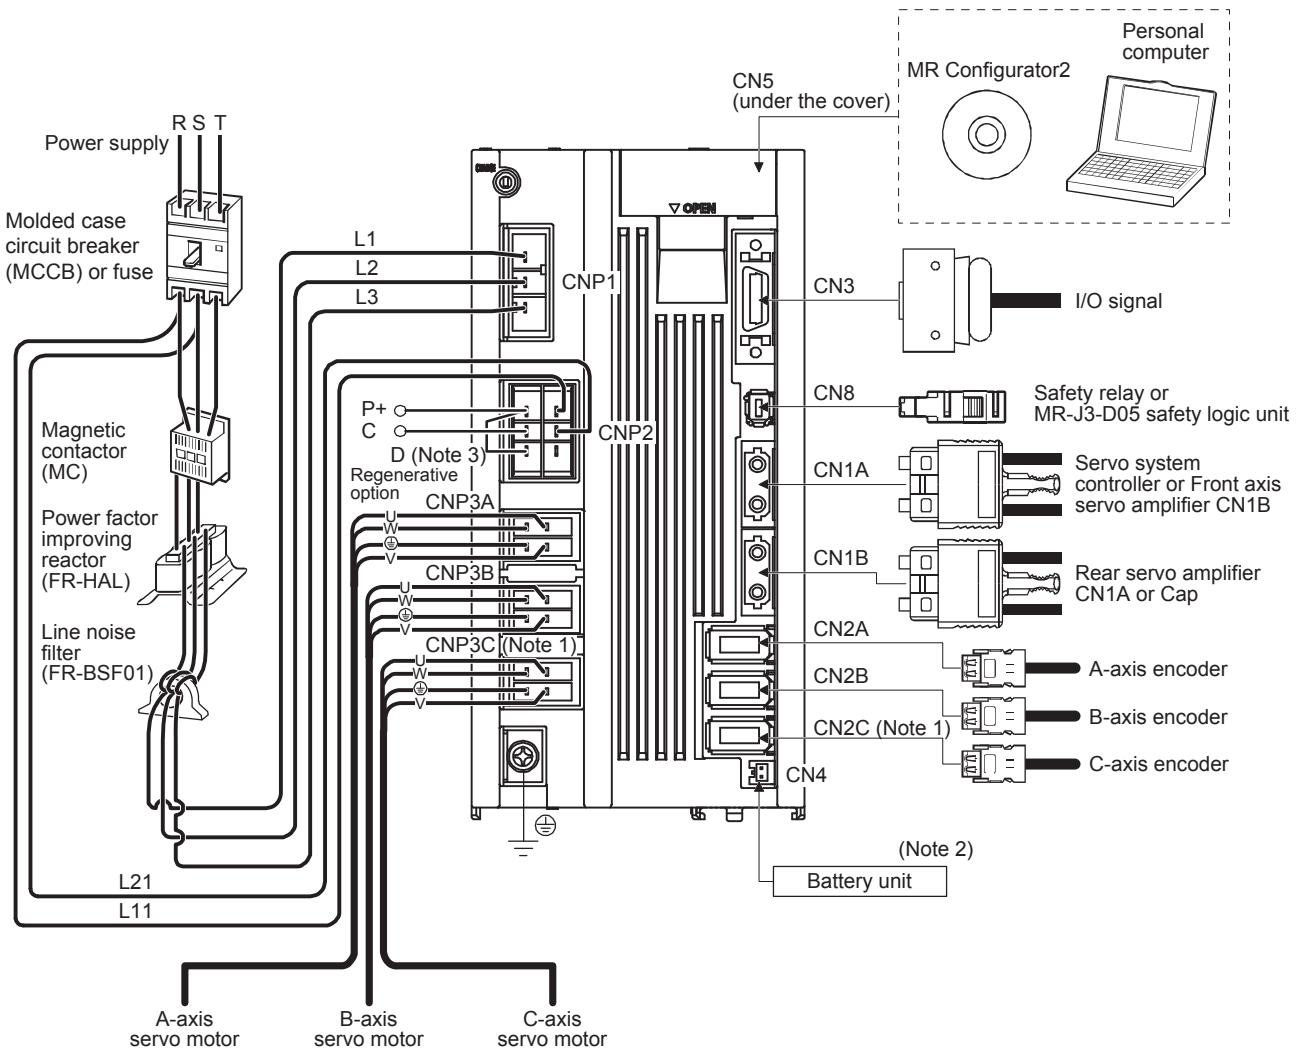 Personal
computer
MR Configurator2
CN5
(under the cover)
R S T
Power supply
Molded case
circuit breaker
(MCCB) or fuse
▽ OPEN
L1
L2
L3
CNP1
CN3
I/O signal
P+
C
D (Note 3)
Regenerative
option
CNP2
CN8
Safety relay or
MR-J3-D05 safety logic unit
Magnetic
contactor
(MC)
CN1A
Servo system
controller or Front axis
servo amplifier CN1B
Power factor
improving
reactor
(FR-HAL)
CNP3A
U
W
V
CN1B
Rear servo amplifier
CN1A or Cap
CNP3B
U
W
V
Line noise
filter
(FR-BSF01)
CNP3C (Note 1)
U
W
V
CN2A
A-axis encoder
CN2B
B-axis encoder
CN2C (Note 1)
C-axis encoder
CN4
(Note 2)
Battery unit
L21
L11
A-axis
servo motor
B-axis
servo motor
C-axis
servo motor